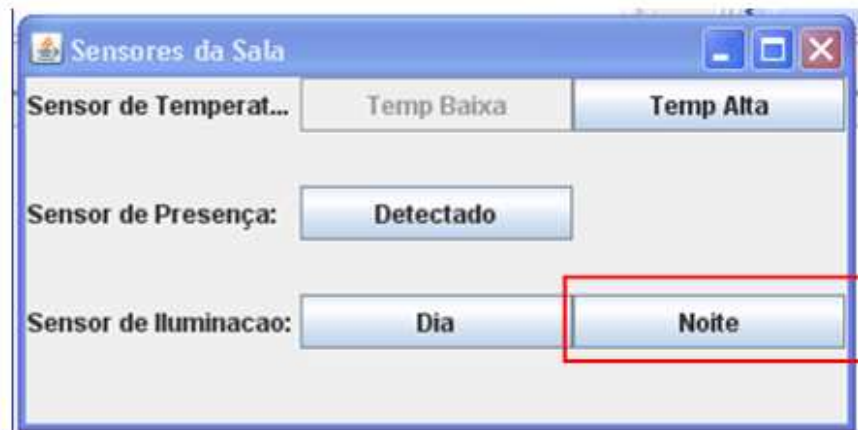 Sensores da Sala
Sensor de Temperat... Temp Baixa Temp Alta
Sensor de Presença: Detectado
Sensor de Iluminacao: Dia Noite